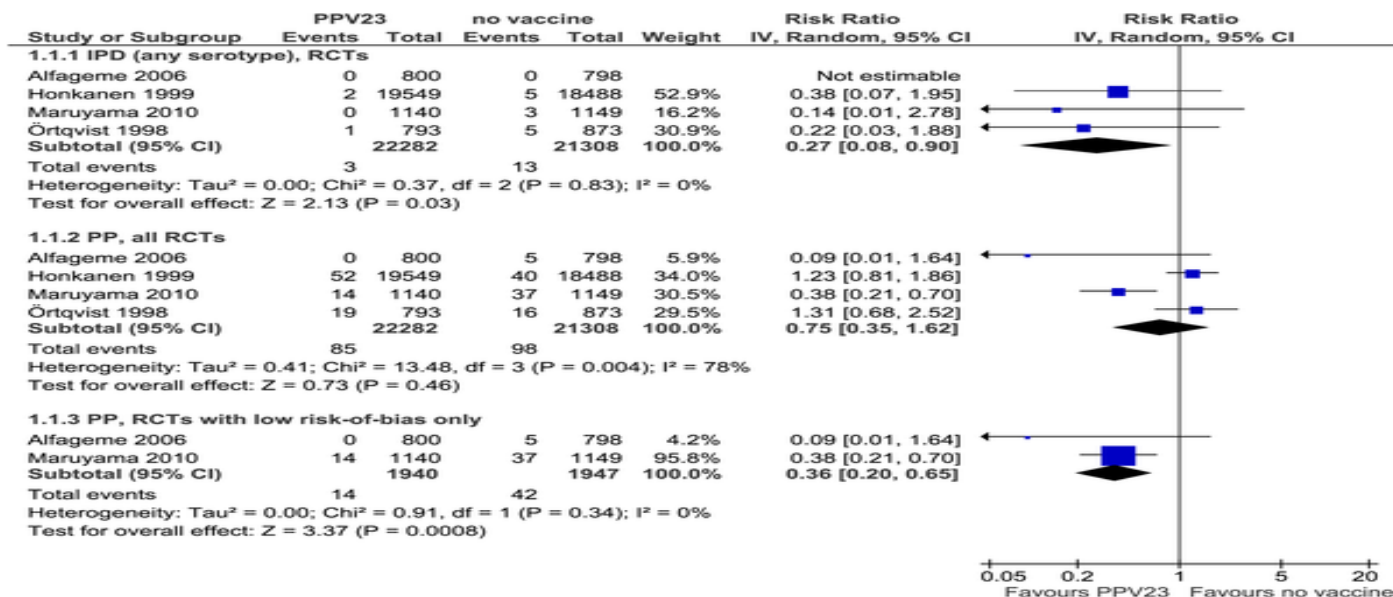 PPV23 no vaccine Risk Ratio Risk Ratio
Study or Subgroup Events Total Events Total Weight IV, Random, 95% CI IV, Random, 95% CI
1.1.1 IPD (any serotype), RCTs
Alfageme 2006 0 800 0 798 Not estimable
Honkanen 1999 2 19549 5 18488 52.9% 0.38 [0.07, 1.95]
Maruyama 2010 0 1140 3 1149 16.2% 0.14 [0.01, 2.78]
Örtqvist 1998 1 793 5 873 30.9% 0.22 [0.03, 1.88]
Subtotal (95% CI) 22282 21308 100.0% 0.27 [0.08, 0.90]
Total events 3 13
Heterogeneity: Tau² = 0.00; Chi² = 0.37, df = 2 (P = 0.83); I² = 0%
Test for overall effect: Z = 2.13 (P = 0.03)
1.1.2 PP, all RCTs
Alfageme 2006 0 800 5 798 5.9% 0.09 [0.01, 1.64]
Honkanen 1999 52 19549 40 18488 34.0% 1.23 [0.81, 1.86]
Maruyama 2010 14 1140 37 1149 30.5% 0.38 [0.21, 0.70]
Örtqvist 1998 19 793 16 873 29.5% 1.31 [0.68, 2.52]
Subtotal (95% CI) 22282 21308 100.0% 0.75 [0.35, 1.62]
Total events 85 98
Heterogeneity: Tau² = 0.41; Chi² = 13.48, df = 3 (P = 0.004); I² = 78%
Test for overall effect: Z = 0.73 (P = 0.46)
1.1.3 PP, RCTs with low risk-of-bias only
Alfageme 2006 0 800 5 798 4.2% 0.09 [0.01, 1.64]
Maruyama 2010 14 1140 37 1149 95.8% 0.38 [0.21, 0.70]
Subtotal (95% CI) 1940 1947 100.0% 0.36 [0.20, 0.65]
Total events 14 42
Heterogeneity: Tau² = 0.00; Chi² = 0.91, df = 1 (P = 0.34); I² = 0%
Test for overall effect: Z = 3.37 (P = 0.0008)
0.05 0.2 1 5 20
Favours PPV23 Favours no vaccine